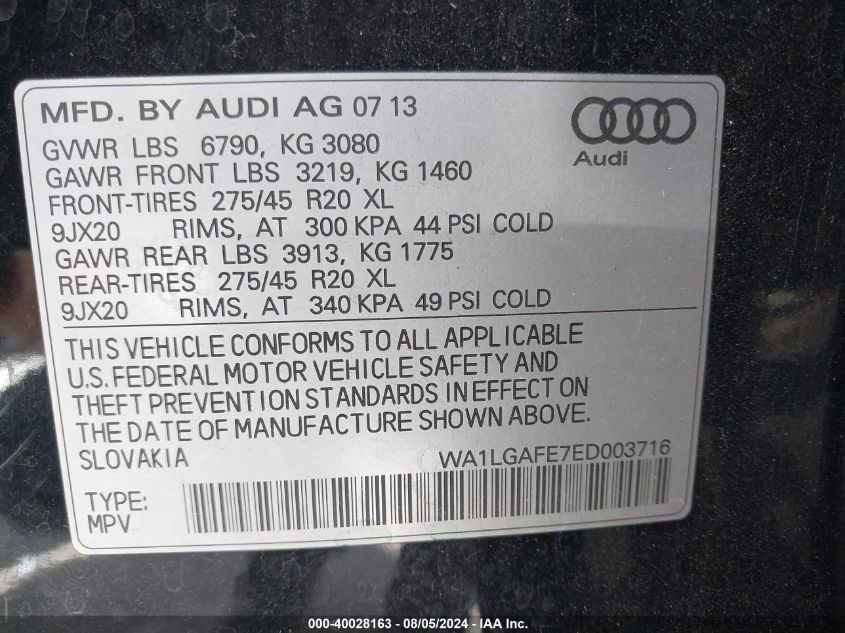 MFD. BY AUDI AG 07 13
Audi
GVWR LBS 6790, KG 3080
GAWR FRONT LBS 3219, KG 1460
FRONT-TIRES 275/45 R20 XL
9JX20 RIMS, AT 300 KPA 44 PSI COLD
GAWR REAR LBS 3913, KG 1775
REAR-TIRES 275/45 R20 XL
9JX20 RIMS, AT 340 KPA 49 PSI COLD
THIS VEHICLE CONFORMS TO ALL APPLICABLE
U.S. FEDERAL MOTOR VEHICLE SAFETY AND
THEFT PREVENTION STANDARDS IN EFFECT ON
THE DATE OF MANUFACTURE SHOWN ABOVE.
SLOVAKIA WA1LGAFE7ED003716
TYPE:
MPV
000-40028163 - 08/05/2024 - IAA Inc.